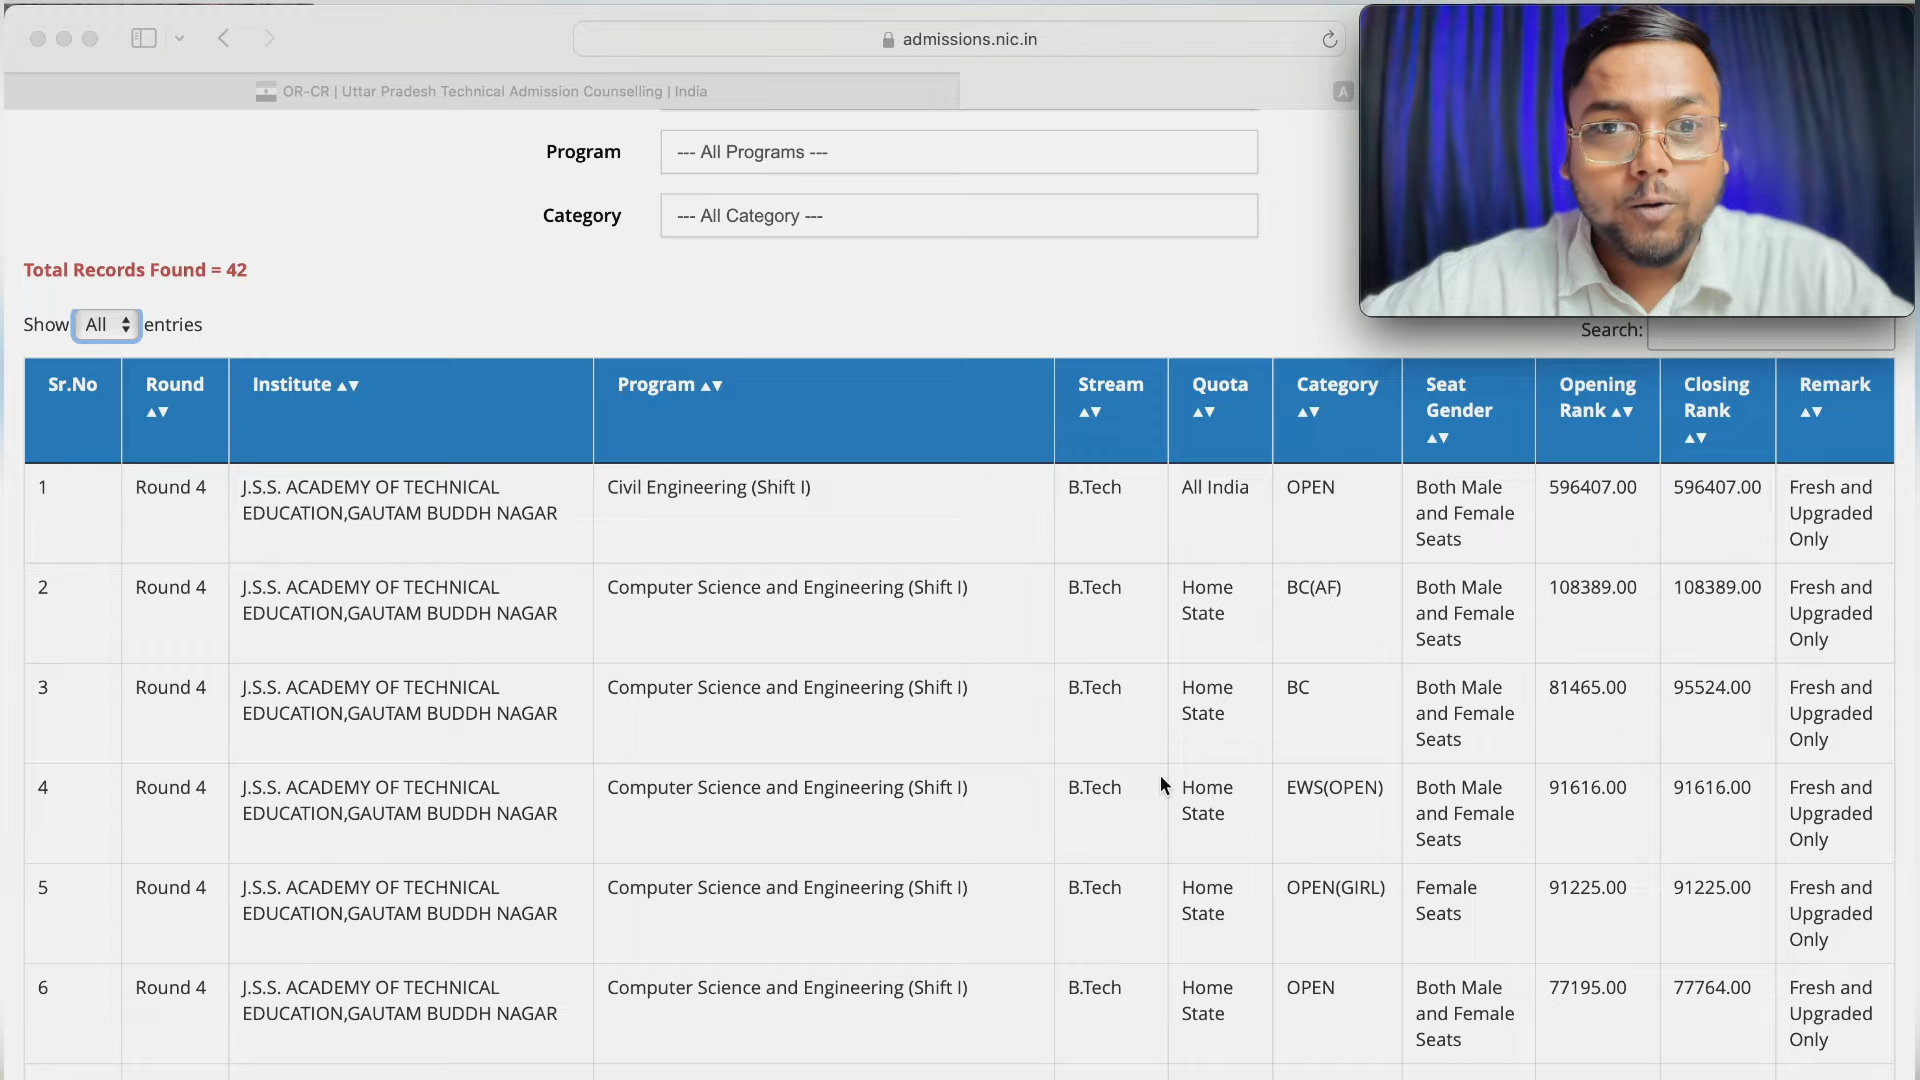 admissions.nic.in
OR-CR | Uttar Pradesh Technical Admission Counselling | India
A
Program
--- All Programs ---
Category
--- All Category ---
Total Records Found = 42
Show All entries
Search:
Sr.No Round ▲▼ Institute ▲▼ Program ▲▼ Stream ▲▼ Quota ▲▼ Category ▲▼ Seat Gender ▲▼ Opening Rank ▲▼ Closing Rank ▲▼ Remark ▲▼
1 Round 4 J.S.S. ACADEMY OF TECHNICAL EDUCATION,GAUTAM BUDDH NAGAR Civil Engineering (Shift I) B.Tech All India OPEN Both Male and Female Seats 596407.00 596407.00 Fresh and Upgraded Only
2 Round 4 J.S.S. ACADEMY OF TECHNICAL EDUCATION,GAUTAM BUDDH NAGAR Computer Science and Engineering (Shift I) B.Tech Home State BC(AF) Both Male and Female Seats 108389.00 108389.00 Fresh and Upgraded Only
3 Round 4 J.S.S. ACADEMY OF TECHNICAL EDUCATION,GAUTAM BUDDH NAGAR Computer Science and Engineering (Shift I) B.Tech Home State BC Both Male and Female Seats 81465.00 95524.00 Fresh and Upgraded Only
4 Round 4 J.S.S. ACADEMY OF TECHNICAL EDUCATION,GAUTAM BUDDH NAGAR Computer Science and Engineering (Shift I) B.Tech Home State EWS(OPEN) Both Male and Female Seats 91616.00 91616.00 Fresh and Upgraded Only
5 Round 4 J.S.S. ACADEMY OF TECHNICAL EDUCATION,GAUTAM BUDDH NAGAR Computer Science and Engineering (Shift I) B.Tech Home State OPEN(GIRL) Female Seats 91225.00 91225.00 Fresh and Upgraded Only
6 Round 4 J.S.S. ACADEMY OF TECHNICAL EDUCATION,GAUTAM BUDDH NAGAR Computer Science and Engineering (Shift I) B.Tech Home State OPEN Both Male and Female Seats 77195.00 77764.00 Fresh and Upgraded Only